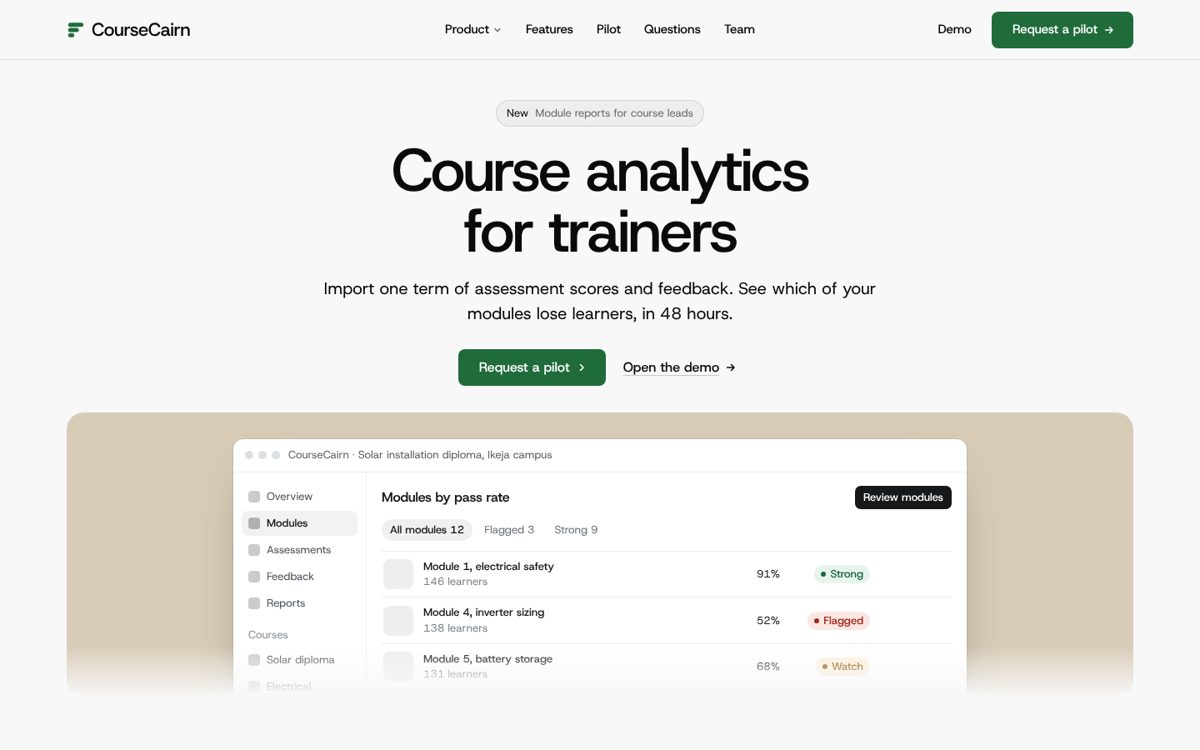 CourseCairn
Product
Features
Pilot
Questions
Team
Demo
Request a pilot →
New Module reports for course leads
Course analytics
for trainers
Import one term of assessment scores and feedback. See which of your
modules lose learners, in 48 hours.
Request a pilot ›
Open the demo →
CourseCairn · Solar installation diploma, Ikeja campus
Overview
Modules
Assessments
Feedback
Reports
Courses
Solar diploma
Electrical
Modules by pass rate
Review modules
All modules 12
Flagged 3
Strong 9
Module 1, electrical safety
146 learners
91%
Strong
Module 4, inverter sizing
138 learners
52%
Flagged
Module 5, battery storage
131 learners
68%
Watch